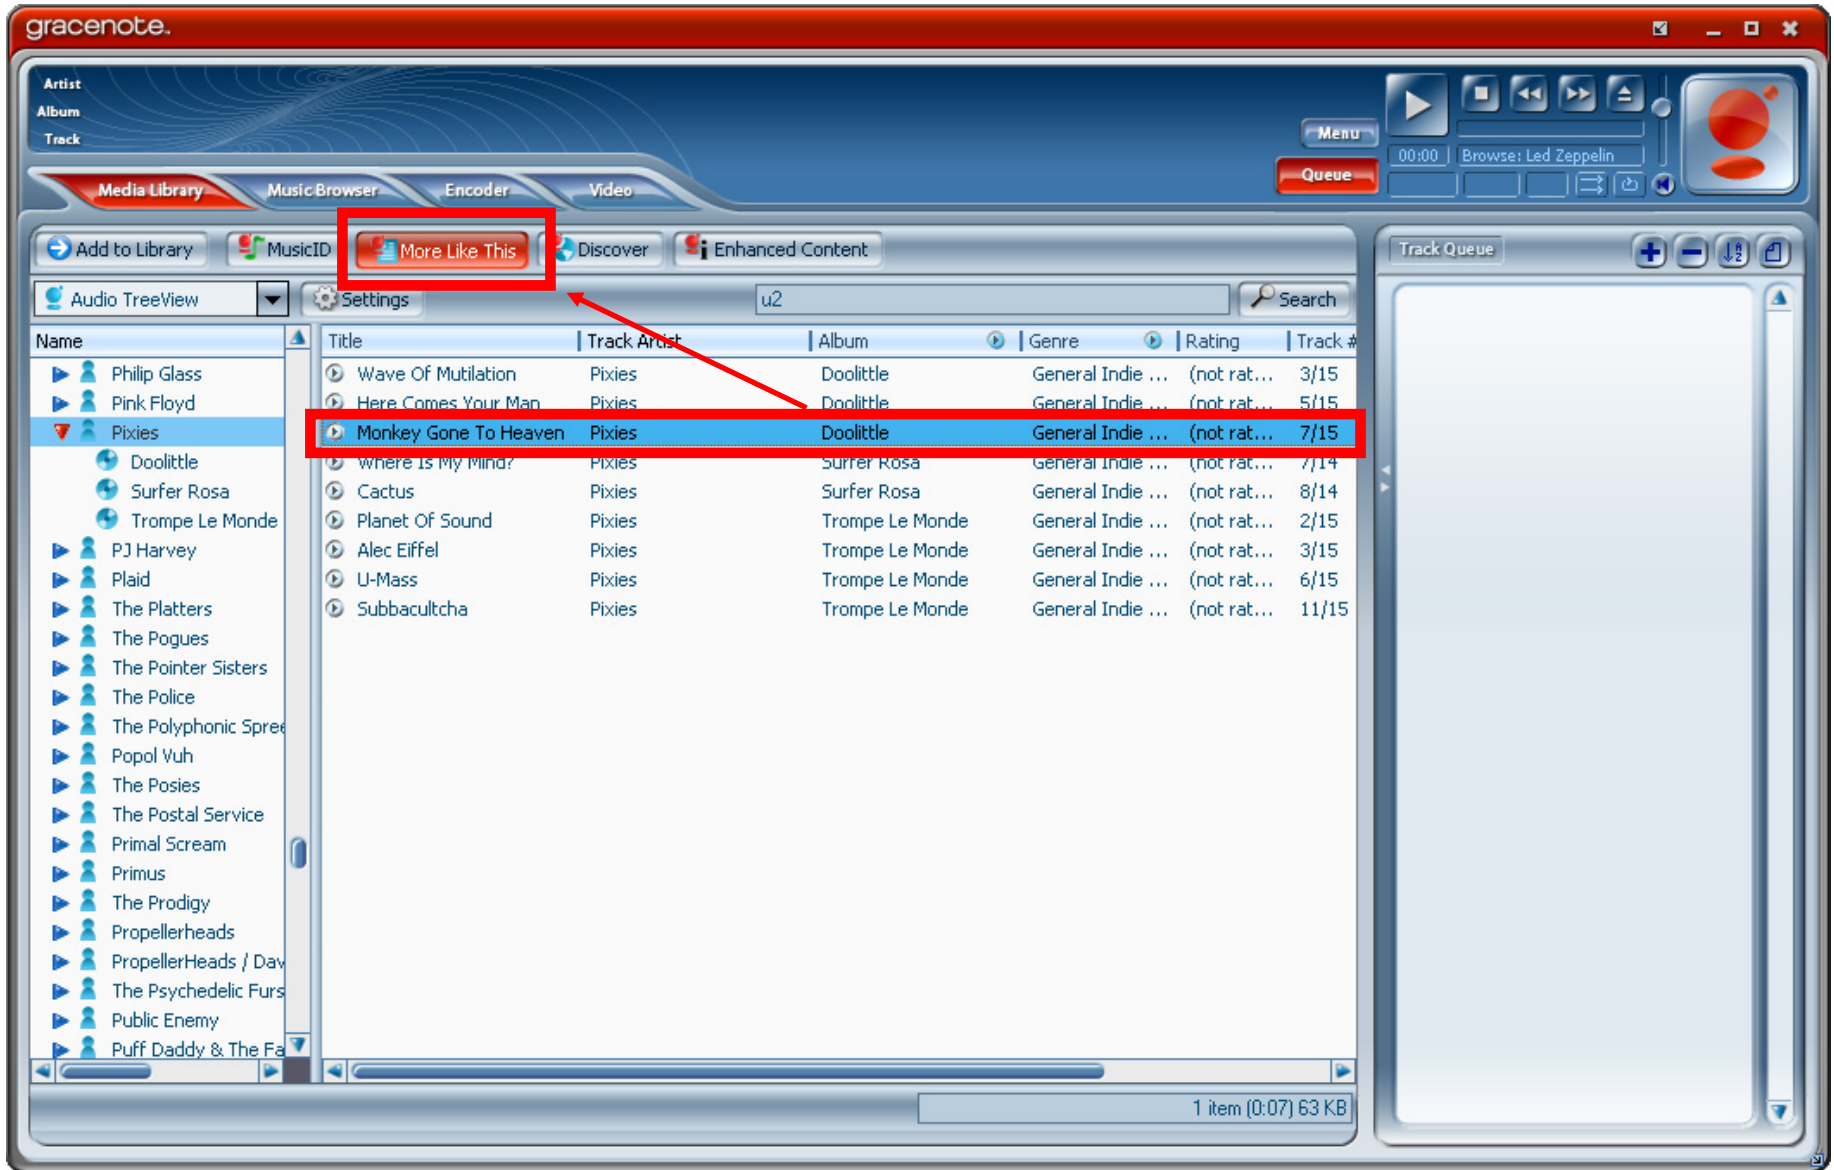 gracenote.
Artist
Album
Track
Menu
Queue
00:00
Browse: Led Zeppelin
Media Library
Music Browser
Encoder
Video
Add to Library
MusicID
More Like This
Discover
Enhanced Content
Track Queue
Audio TreeView
Settings
u2
Search
Name
Philip Glass
Pink Floyd
Pixies
Doolittle
Surfer Rosa
Trompe Le Monde
PJ Harvey
Plaid
The Platters
The Pogues
The Pointer Sisters
The Police
The Polyphonic Spree
Popol Vuh
The Posies
The Postal Service
Primal Scream
Primus
The Prodigy
Propellerheads
PropellerHeads / Dav
The Psychedelic Furs
Public Enemy
Puff Daddy & The Fa
Title Track Artist Album Genre Rating Track #
Wave Of Mutilation Pixies Doolittle General Indie ... (not rat... 3/15
Here Comes Your Man Pixies Doolittle General Indie ... (not rat... 5/15
Monkey Gone To Heaven Pixies Doolittle General Indie ... (not rat... 7/15
Where Is My Mind? Pixies Surfer Rosa General Indie ... (not rat... 7/14
Cactus Pixies Surfer Rosa General Indie ... (not rat... 8/14
Planet Of Sound Pixies Trompe Le Monde General Indie ... (not rat... 2/15
Alec Eiffel Pixies Trompe Le Monde General Indie ... (not rat... 3/15
U-Mass Pixies Trompe Le Monde General Indie ... (not rat... 6/15
Subbacultcha Pixies Trompe Le Monde General Indie ... (not rat... 11/15
1 item (0:07) 63 KB